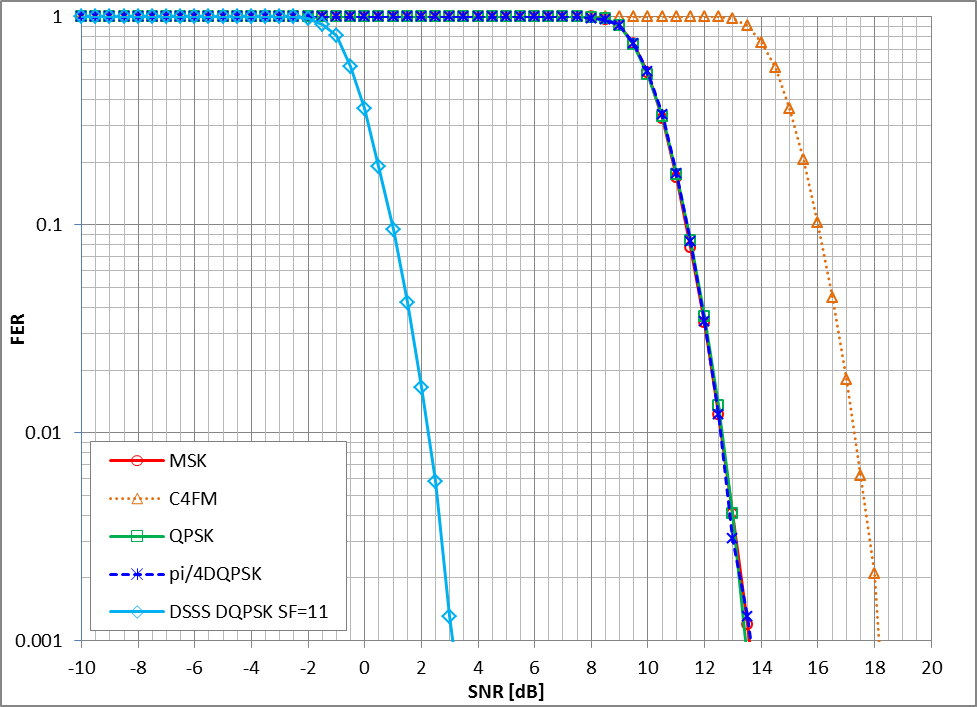 1
0.1
FER
0.01
MSK
C4FM
QPSK
pi/4DQPSK
DSSS DQPSK SF=11
0.001
-10 -8 -6 -4 -2 0 2 4 6 8 10 12 14 16 18 20
SNR [dB]